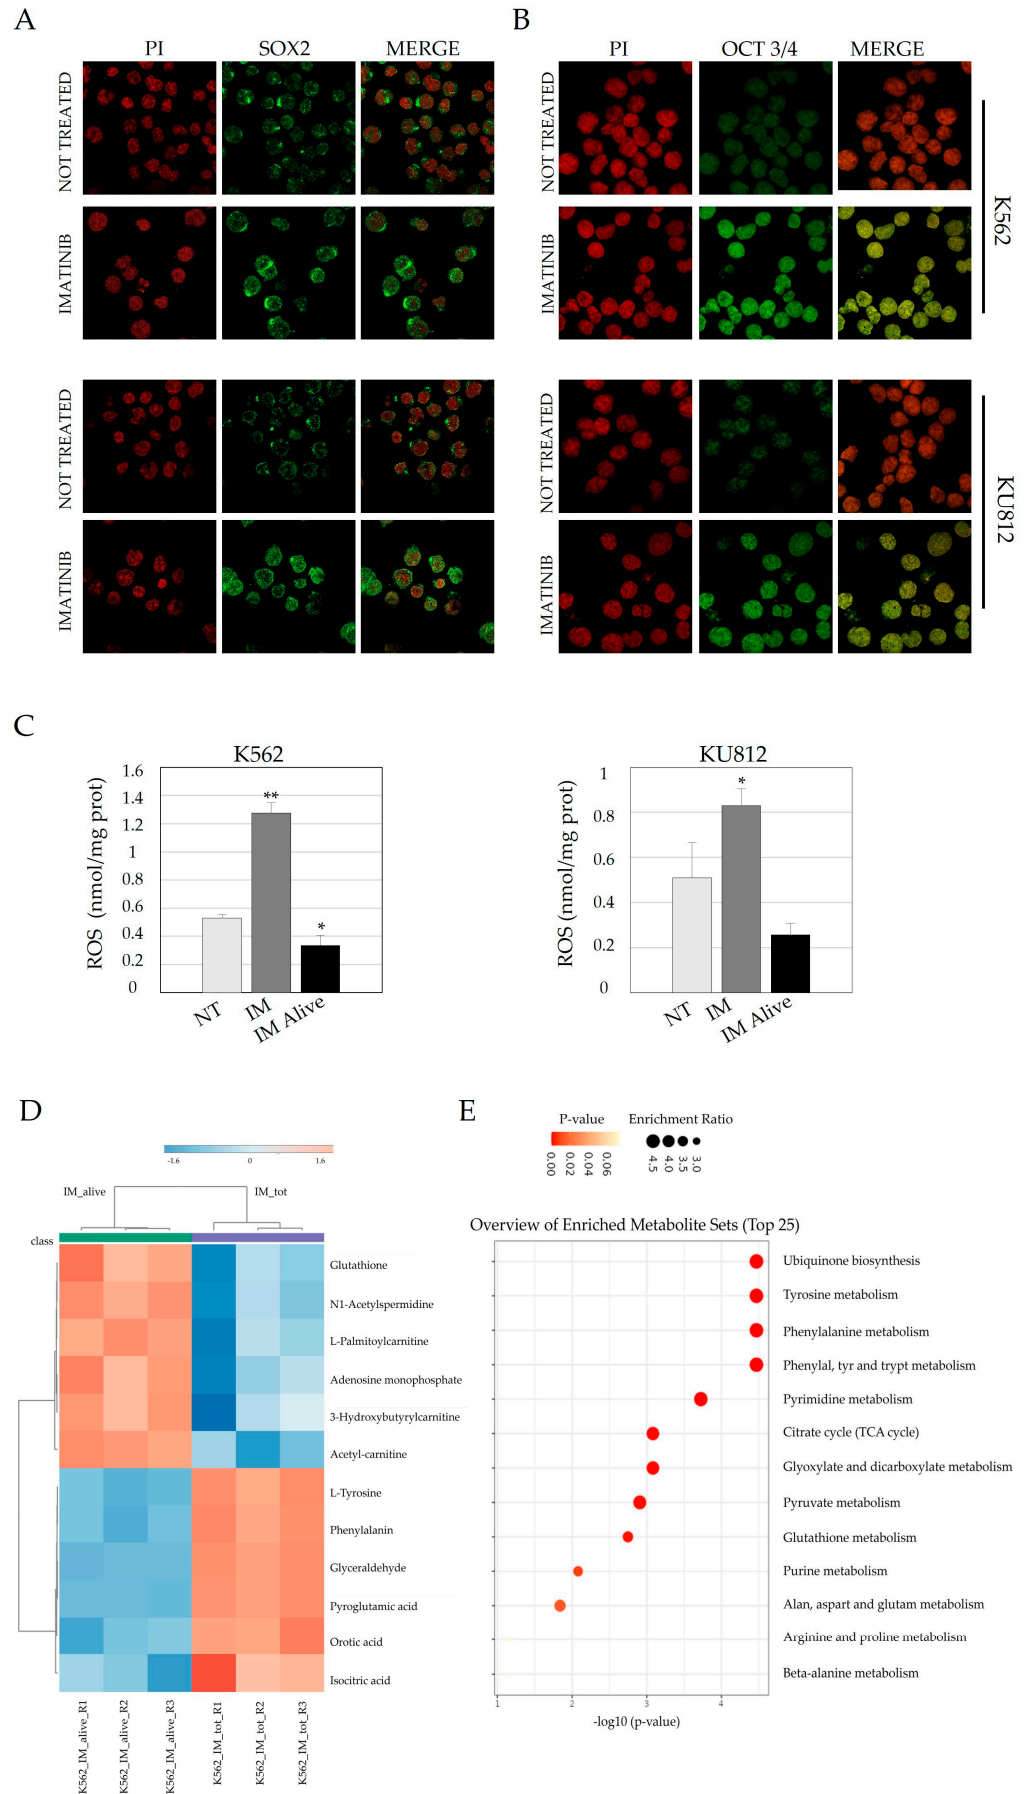 A
B
PI SOX2 MERGE
PI OCT 3/4 MERGE
NOT TREATED
IMATINIB
NOT TREATED
IMATINIB
NOT TREATED
IMATINIB
NOT TREATED
IMATINIB
K562
KU812
C
K562
ROS (nmol/mg prot)
1.6
1.4
1.2
1
0.8
0.6
0.4
0.2
0
**
*
NT IM IM Alive
KU812
ROS (nmol/mg prot)
1
0.8
0.6
0.4
0.2
0
*
NT IM IM Alive
D
-1.6 0 1.6
IM_alive IM_tot
class
Glutathione
N1-Acetylspermidine
L-Palmitoylcarnitine
Adenosine monophosphate
3-Hydroxybutyrylcarnitine
Acetyl-carnitine
L-Tyrosine
Phenylalanin
Glyceraldehyde
Pyroglutamic acid
Orotic acid
Isocitric acid
K562_IM_alive_R1
K562_IM_alive_R2
K562_IM_alive_R3
K562_IM_tot_R1
K562_IM_tot_R2
K562_IM_tot_R3
E
P-value Enrichment Ratio
0.00 0.02 0.04 0.06
4.5 4.0 3.5 3.0
Overview of Enriched Metabolite Sets (Top 25)
Ubiquinone biosynthesis
Tyrosine metabolism
Phenylalanine metabolism
Phenylal, tyr and trypt metabolism
Pyrimidine metabolism
Citrate cycle (TCA cycle)
Glyoxylate and dicarboxylate metabolism
Pyruvate metabolism
Glutathione metabolism
Purine metabolism
Alan, aspart and glutam metabolism
Arginine and proline metabolism
Beta-alanine metabolism
1 2 3 4
-log10 (p-value)